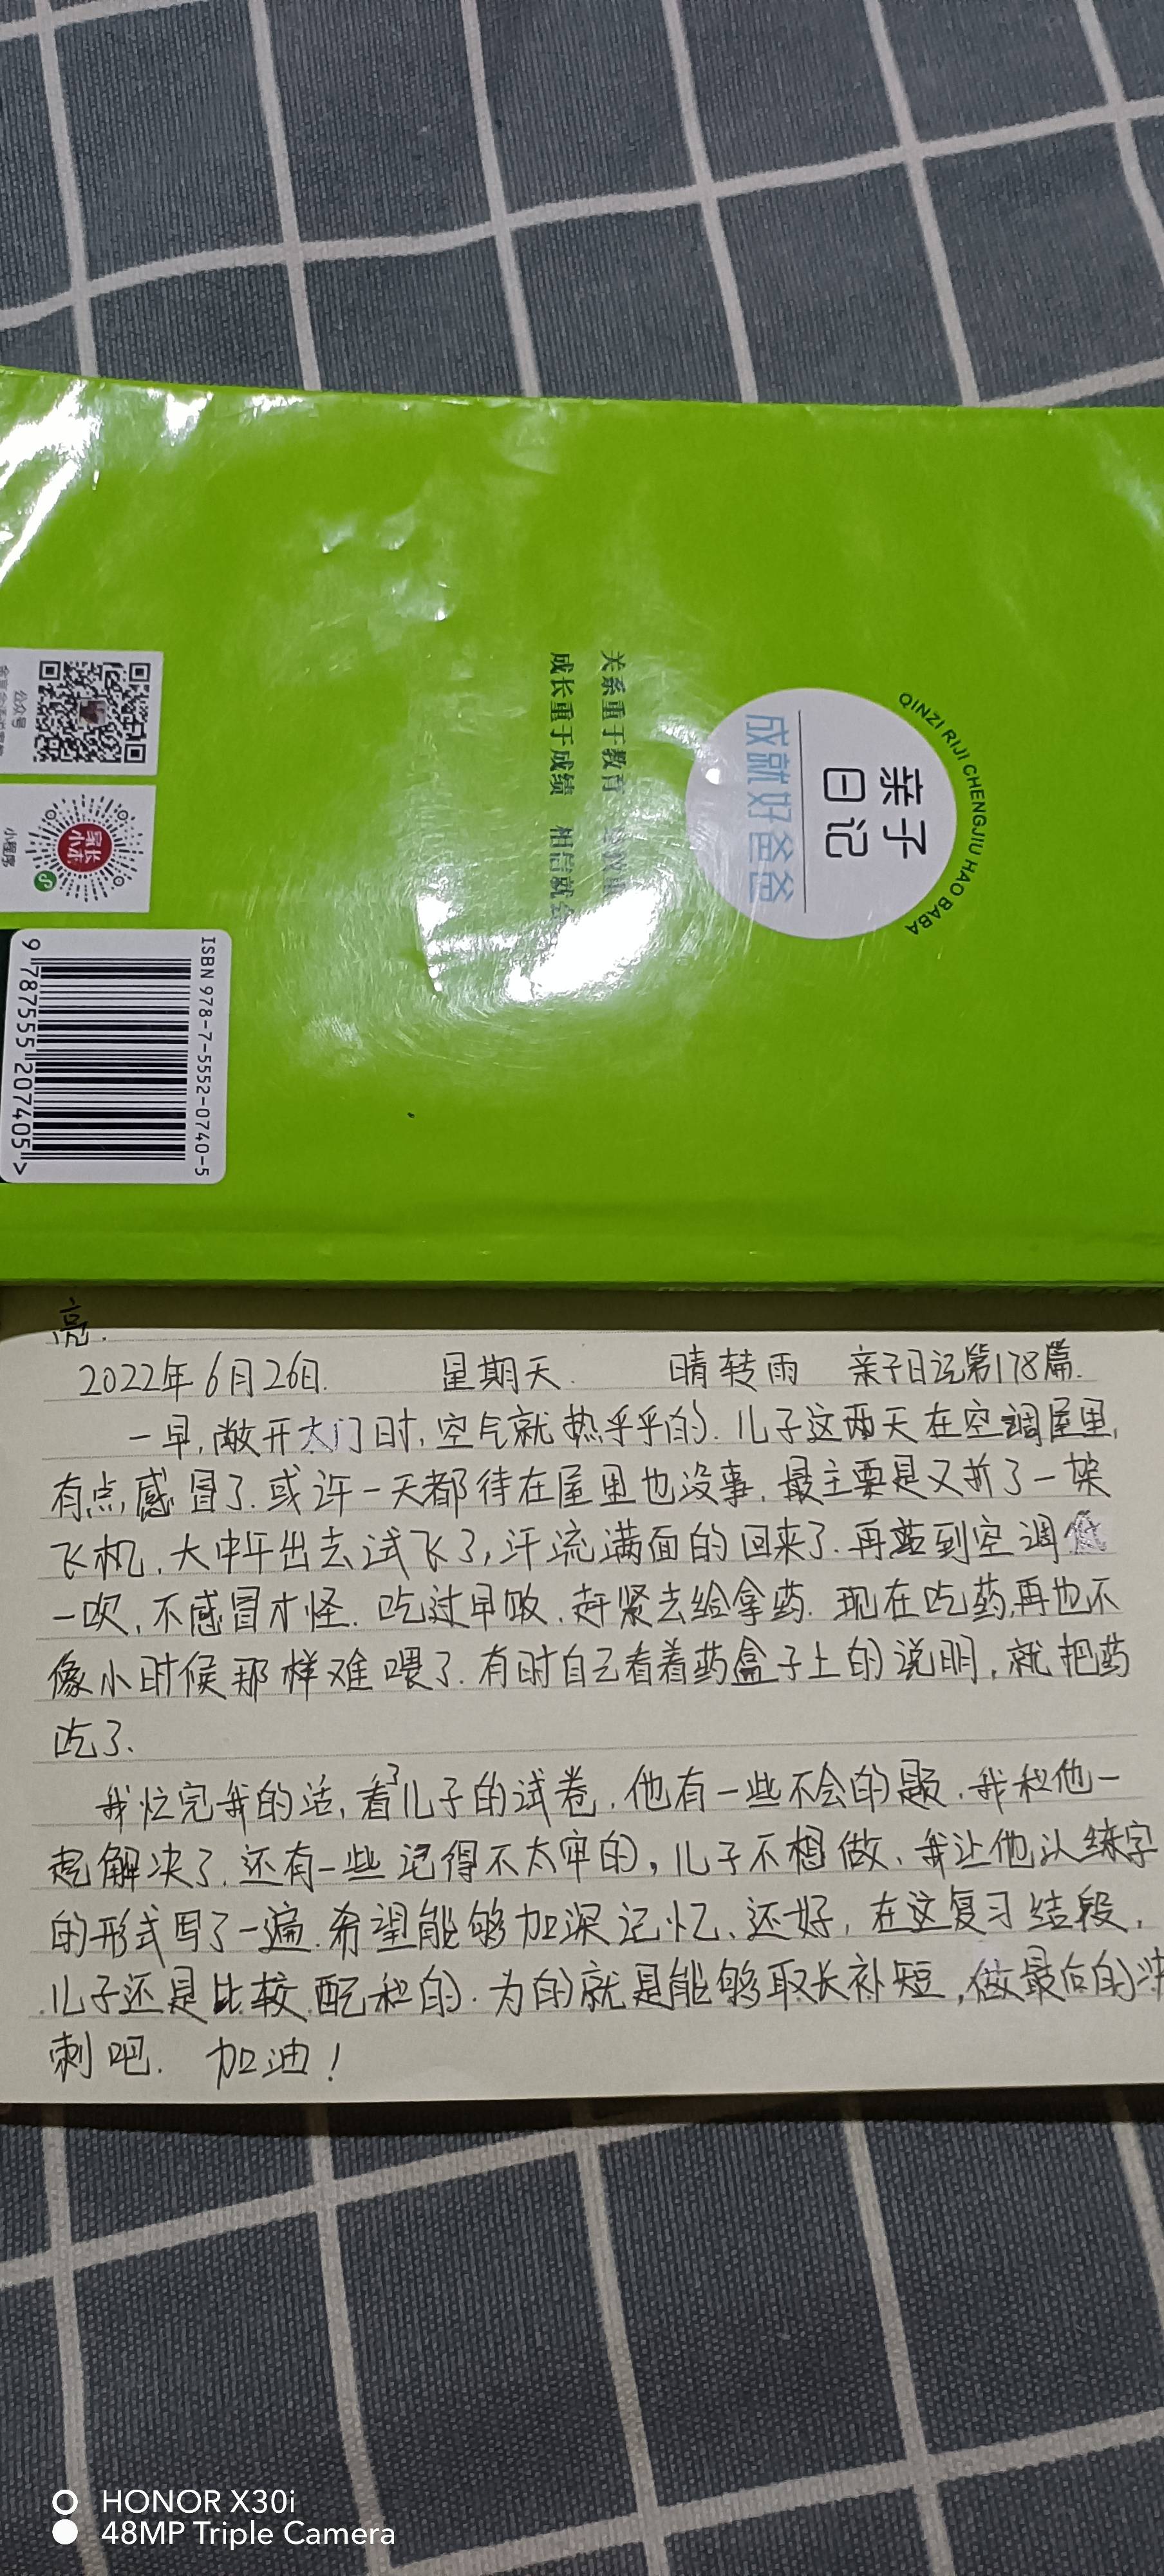 QINZI RIJI CHENGJIU HAO BABA
亲子
日记
成就好爸爸
关系重于教育
成长重于成绩 相信就会
公众号
家长
小米
小程序
ISBN 978-7-5552-0740-5
9 787555 207405 >
亮.
2022年6月26日. 星期天. 晴转雨 亲子日记第178篇.
一早,敞开大门时,空气就热乎乎的.儿子这两天在空调屋里,
有点感冒了.或许一天都待在屋里也没事.最主要是又折了一架
飞机,大中午出去试飞了,汗流满面的回来了.再站到空调
一吹,不感冒才怪.吃过早饭,赶紧去给拿药.现在吃药,再也不
像小时候那样难喂了.有时自己看着药盒子上的说明,就把药
吃了.
我忙完我的活,看了儿子的试卷,他有一些不会的题.我和他一
起解决了.还有一些记得不太牢的,儿子不想做.我让他以练字
的形式写了一遍.希望能够加深记忆.还好,在这复习结段,
儿子还是比较配和的.为的就是能够取长补短,做最后的冲
刺吧. 加油!
HONOR X30i
48MP Triple Camera